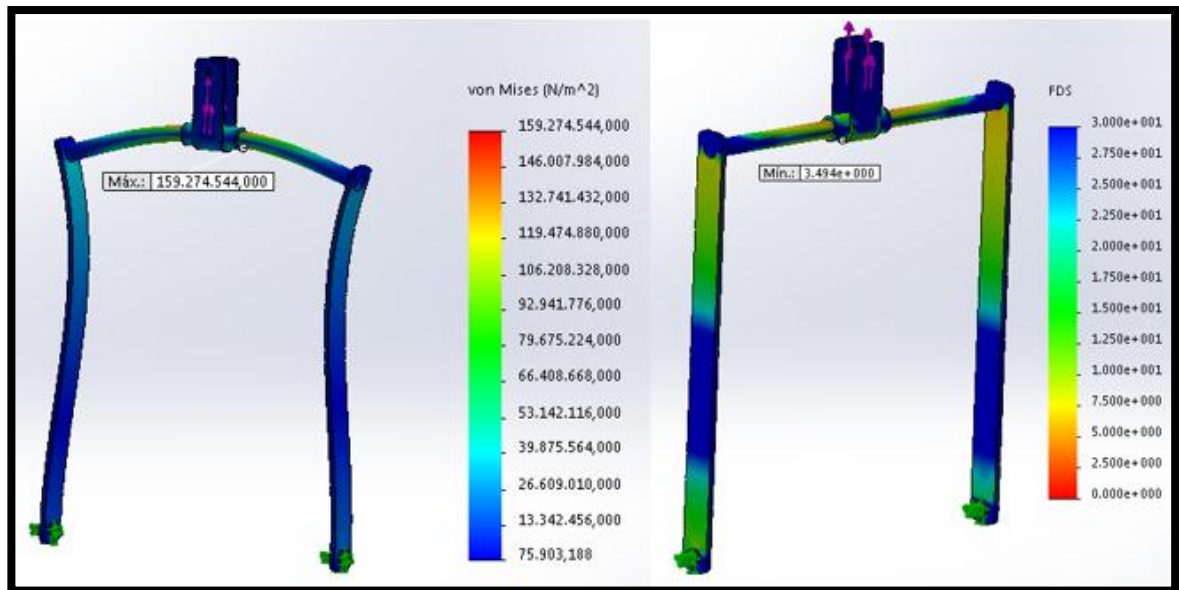 von Mises (N/m^2)
159.274.544,000
146.007.984,000
132.741.432,000
119.474.880,000
106.208.328,000
92.941.776,000
79.675.224,000
66.408.668,000
53.142.116,000
39.875.564,000
26.609.010,000
13.342.456,000
75.903,188
Máx.: 159.274.544,000
FDS
3.000e+001
2.750e+001
2.500e+001
2.250e+001
2.000e+001
1.750e+001
1.500e+001
1.250e+001
1.000e+001
7.500e+000
5.000e+000
2.500e+000
0.000e+000
Mín.: 3.494e+000